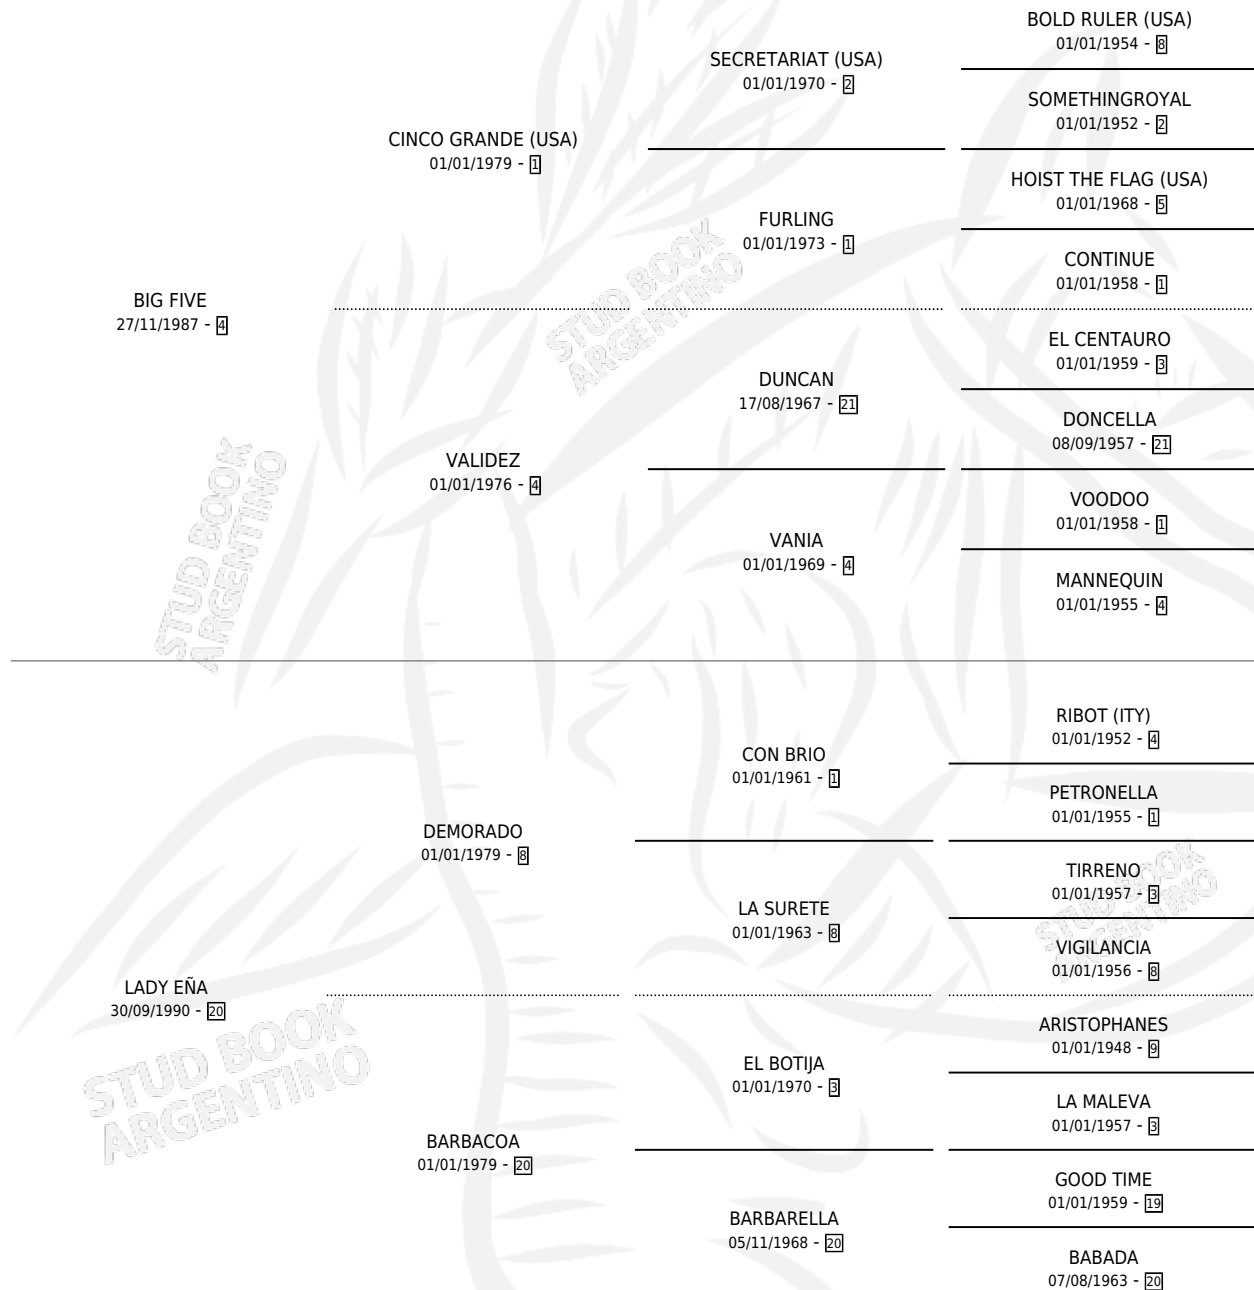 BOLD RULER (USA)
01/01/1954 - 8
SECRETARIAT (USA)
01/01/1970 - 2
SOMETHINGROYAL
01/01/1952 - 2
CINCO GRANDE (USA)
01/01/1979 - 1
HOIST THE FLAG (USA)
01/01/1968 - 5
FURLING
01/01/1973 - 1
CONTINUE
01/01/1958 - 1
BIG FIVE
27/11/1987 - 4
STUD BOOK
ARGENTINO
EL CENTAURO
01/01/1959 - 3
DUNCAN
17/08/1967 - 21
DONCELLA
08/09/1957 - 21
VALIDEZ
01/01/1976 - 4
VOODOO
01/01/1958 - 1
VANIA
01/01/1969 - 4
MANNEQUIN
01/01/1955 - 4
STUD BOOK
ARGENTINO
RIBOT (ITY)
01/01/1952 - 4
CON BRIO
01/01/1961 - 1
PETRONELLA
01/01/1955 - 1
DEMORADO
01/01/1979 - 8
TIRRENO
01/01/1957 - 3
LA SURETE
01/01/1963 - 8
VIGILANCIA
01/01/1956 - 8
STUD BOOK
ARGENTINO
LADY EÑA
30/09/1990 - 20
ARISTOPHANES
01/01/1948 - 9
EL BOTIJA
01/01/1970 - 3
LA MALEVA
01/01/1957 - 3
STUD BOOK
ARGENTINO
BARBACOA
01/01/1979 - 20
GOOD TIME
01/01/1959 - 19
BARBARELLA
05/11/1968 - 20
BABADA
07/08/1963 - 20